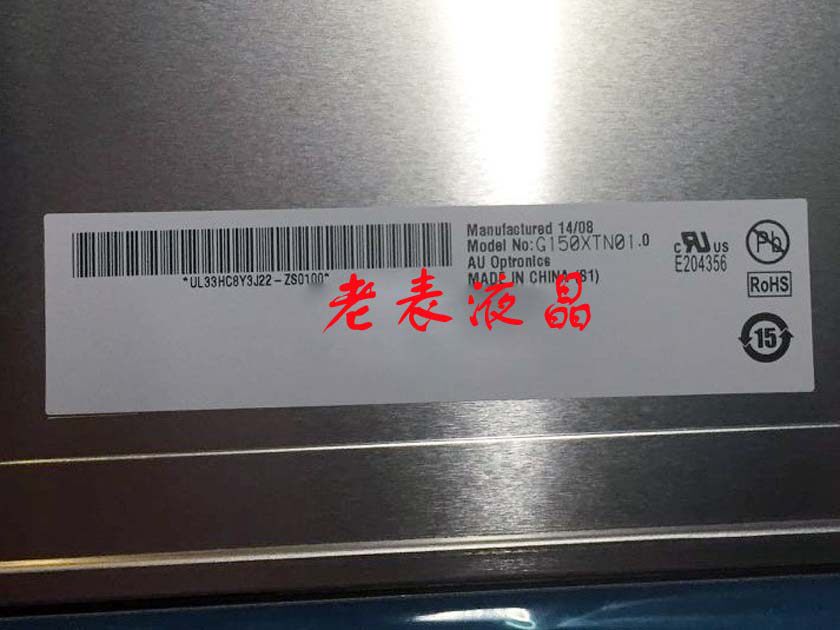 Manufactured 14/08
Model No:G150XTN01.0
AU Optronics
MADE IN CHINA (S1)
*UL33HC8Y3J22-ZS0100*
c RU US
E204356
Pb
RoHS
15
老表液晶